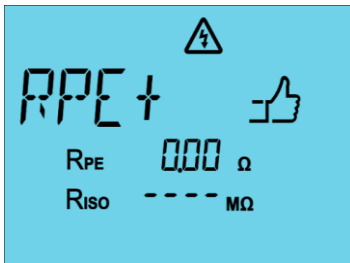 RPE+
RPE 0.00 Ω
RISO ---- MΩ